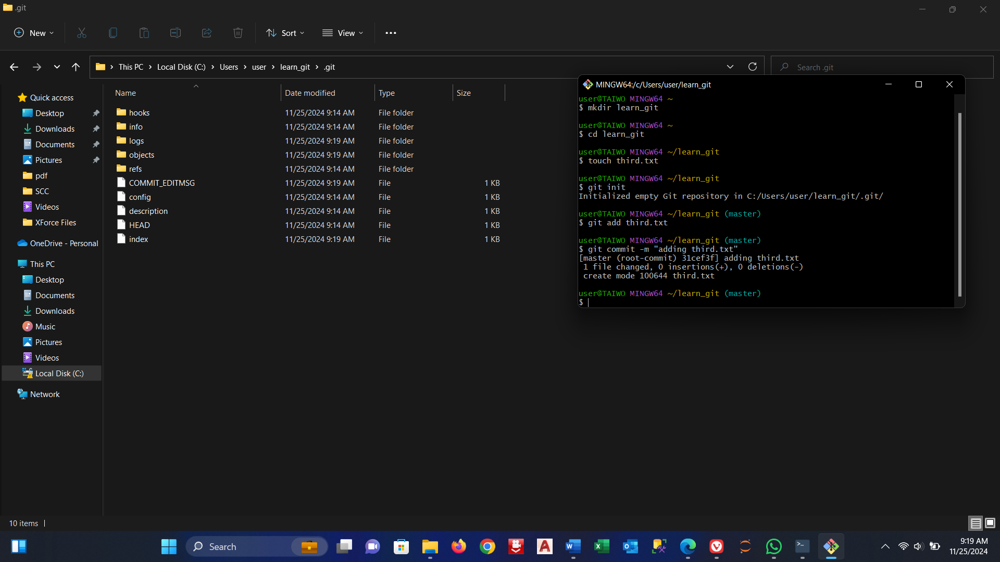 .git
New
Sort
View
This PC > Local Disk (C:) > Users > user > learn_git > .git
Search .git
Quick access
Desktop
Downloads
Documents
Pictures
pdf
SCC
Videos
XForce Files
OneDrive - Personal
This PC
Desktop
Documents
Downloads
Music
Pictures
Videos
Local Disk (C:)
Network
Name Date modified Type Size
hooks 11/25/2024 9:14 AM File folder
info 11/25/2024 9:14 AM File folder
logs 11/25/2024 9:19 AM File folder
objects 11/25/2024 9:19 AM File folder
refs 11/25/2024 9:14 AM File folder
COMMIT_EDITMSG 11/25/2024 9:19 AM File 1 KB
config 11/25/2024 9:14 AM File 1 KB
description 11/25/2024 9:14 AM File 1 KB
HEAD 11/25/2024 9:14 AM File 1 KB
index 11/25/2024 9:19 AM File 1 KB
MINGW64:/c/Users/user/learn_git
user@TAIWO MINGW64 ~
$ mkdir learn_git
user@TAIWO MINGW64 ~
$ cd learn_git
user@TAIWO MINGW64 ~/learn_git
$ touch third.txt
user@TAIWO MINGW64 ~/learn_git
$ git init
Initialized empty Git repository in C:/Users/user/learn_git/.git/
user@TAIWO MINGW64 ~/learn_git (master)
$ git add third.txt
user@TAIWO MINGW64 ~/learn_git (master)
$ git commit -m "adding third.txt"
[master (root-commit) 31cef3f] adding third.txt
1 file changed, 0 insertions(+), 0 deletions(-)
create mode 100644 third.txt
user@TAIWO MINGW64 ~/learn_git (master)
$
10 items
Search
9:19 AM
11/25/2024